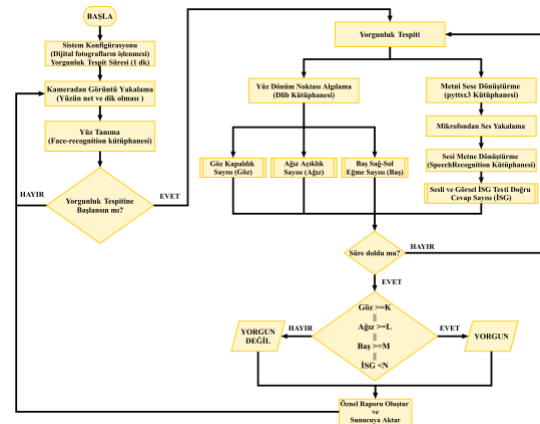 BAŞLA
Sistem Konfigürasyonu
(Dijital fotografların işlenmesi)
Yorgunluk Tespit Süresi (1 dk)
Kameradan Görüntü Yakalama
(Yüzün net ve dik olması )
Yüz Tanıma
(Face-recognition kütüphanesi)
HAYIR
Yorgunluk Tespitine
Başlansın mı?
EVET
Yorgunluk Tespiti
Yüz Dönüm Noktası Algılama
(Dlib Kütüphanesi)
Göz Kapalılık
Sayısı (Göz)
Ağız Açıklık
Sayısı (Ağız)
Baş Sağ-Sol
Eğme Sayısı (Baş)
Metni Sese Dönüştürme
(pyttsx3 Kütüphanesi)
Mikrofondan Ses Yakalama
Sesi Metne Dönüştürme
(SpeechRecognition Kütüphanesi)
Sesli ve Görsel İSG Testi Doğru
Cevap Sayısı (İSG)
Süre doldu mu?
HAYIR
EVET
Göz >=K
||
Ağız >=L
||
Baş >=M
||
İSG <N
HAYIR
EVET
YORGUN
DEĞİL
YORGUN
Öznel Raporu Oluştur
ve
Sunucuya Aktar